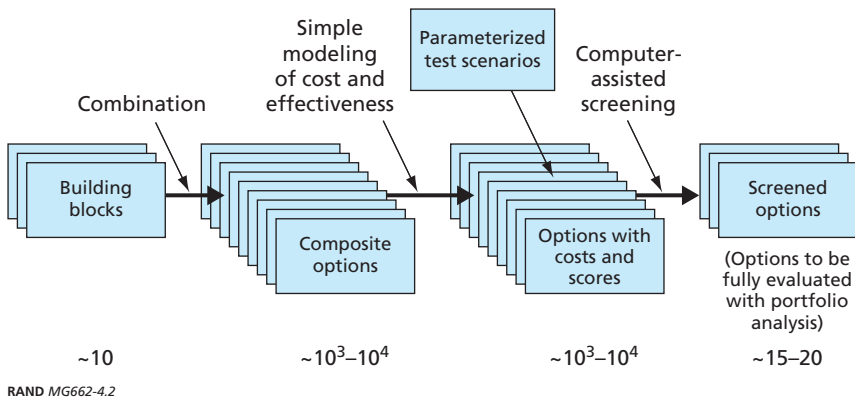 Simple
modeling
of cost and
effectiveness
Parameterized
test scenarios
Computer-
assisted
screening
Combination
Building
blocks
Composite
options
Options with
costs and
scores
Screened
options
(Options to be
fully evaluated
with portfolio
analysis)
~10
~10³–10⁴
~10³–10⁴
~15–20
RAND MG662-4.2